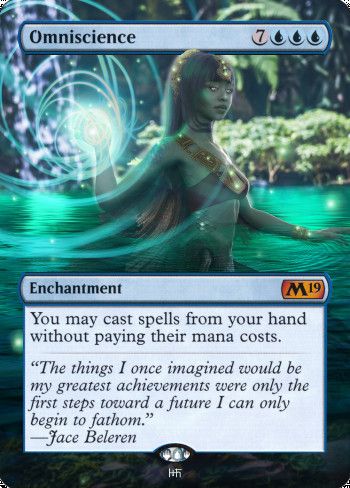 Omniscience 7
Enchantment M19
You may cast spells from your hand
without paying their mana costs.
“The things I once imagined would be
my greatest achievements were only the
first steps toward a future I can only
begin to fathom.”
—Jace Beleren